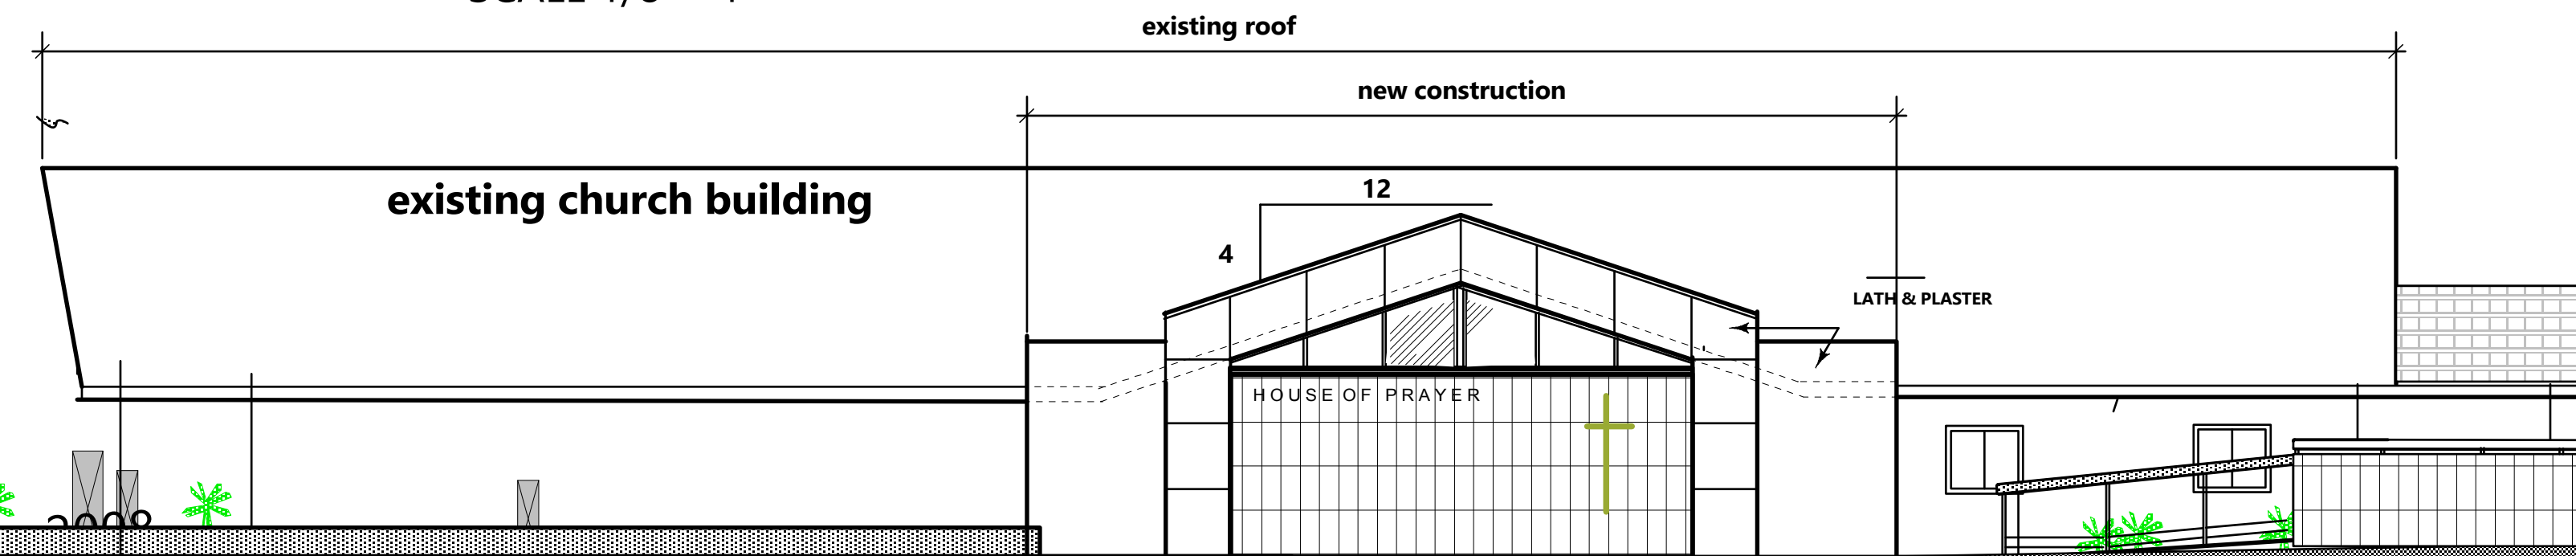 existing roof
new construction
existing church building
12
4
LATH & PLASTER
HOUSE OF PRAYER